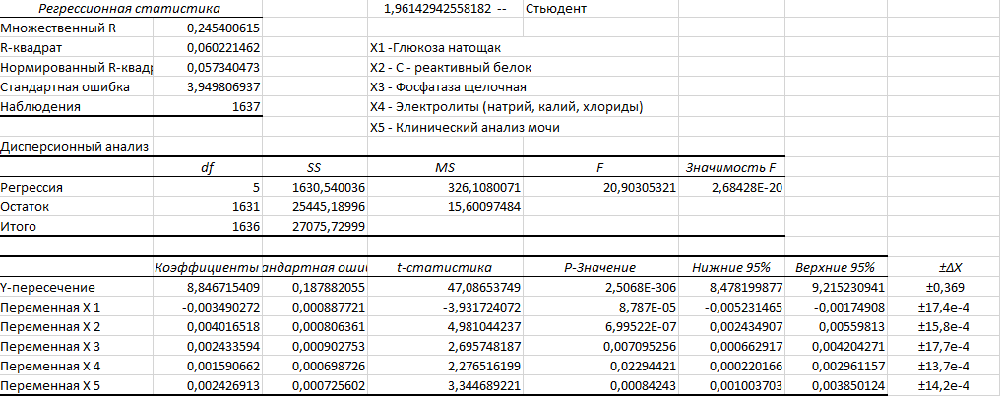 Регрессионная статистика 1,96142942558182 -- Стьюдент
Множественный R 0,245400615
R-квадрат 0,060221462 X1 -Глюкоза натощак
Нормированный R-квадр 0,057340473 X2 - С - реактивный белок
Стандартная ошибка 3,949806937 X3 - Фосфатаза щелочная
Наблюдения 1637 X4 - Электролиты (натрий, калий, хлориды)
X5 - Клинический анализ мочи
Дисперсионный анализ
df SS MS F Значимость F
Регрессия 5 1630,540036 326,1080071 20,90305321 2,68428E-20
Остаток 1631 25445,18996 15,60097484
Итого 1636 27075,72999
Коэффициенты андартная ошиб t-статистика P-Значение Нижние 95% Верхние 95% ±ΔX
Y-пересечение 8,846715409 0,187882055 47,08653749 2,5068E-306 8,478199877 9,215230941 ±0,369
Переменная X 1 -0,003490272 0,000887721 -3,931724072 8,787E-05 -0,005231465 -0,00174908 ±17,4e-4
Переменная X 2 0,004016518 0,000806361 4,981044237 6,99522E-07 0,002434907 0,00559813 ±15,8e-4
Переменная X 3 0,002433594 0,000902753 2,695748187 0,007095256 0,000662917 0,004204271 ±17,7e-4
Переменная X 4 0,001590662 0,000698726 2,276516199 0,02294421 0,000220166 0,002961157 ±13,7e-4
Переменная X 5 0,002426913 0,000725602 3,344689221 0,00084243 0,001003703 0,003850124 ±14,2e-4